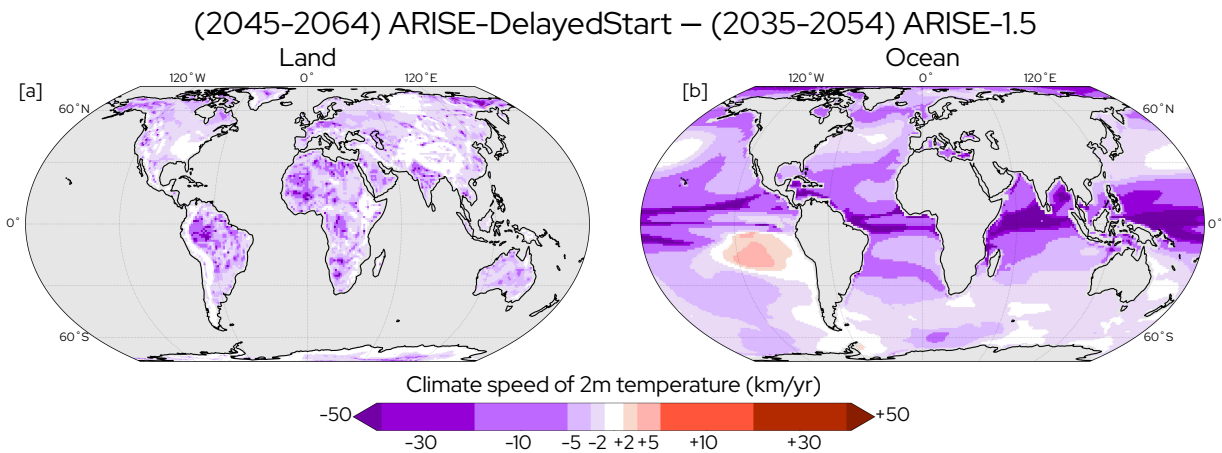 (2045-2064) ARISE-DelayedStart — (2035-2054) ARISE-1.5
Land
Ocean
120°W 0° 120°E
120°W 0° 120°E
[a]
[b]
60°N
60°N
0°
0°
60°S
60°S
Climate speed of 2m temperature (km/yr)
-50 +50
-30 -10 -5 -2 +2 +5 +10 +30